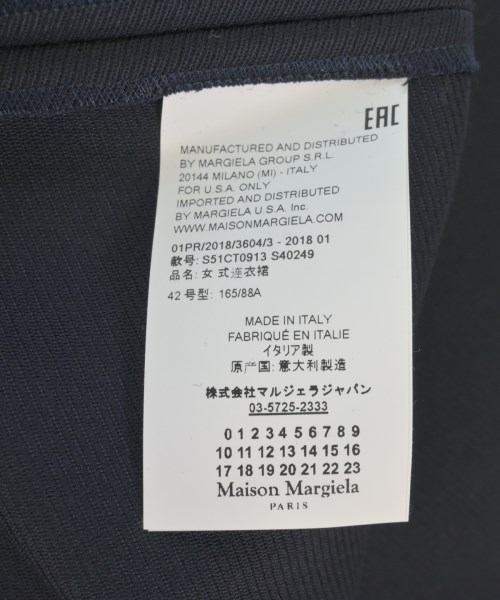 EAC
MANUFACTURED AND DISTRIBUTED
BY MARGIELA GROUP S.R.L.
20144 MILANO (MI) - ITALY
FOR U.S.A. ONLY
IMPORTED AND DISTRIBUTED
BY MARGIELA U.S.A. Inc.
WWW.MAISONMARGIELA.COM
01PR/2018/3604/3 - 2018 01
款号: S51CT0913 S40249
品名: 女式连衣裙
42号型: 165/88A
MADE IN ITALY
FABRIQUÉ EN ITALIE
イタリア製
原产国: 意大利製造
株式会社マルジェラジャパン
03-5725-2333
0 1 2 3 4 5 6 7 8 9
10 11 12 13 14 15 16
17 18 19 20 21 22 23
Maison Margiela
PARIS